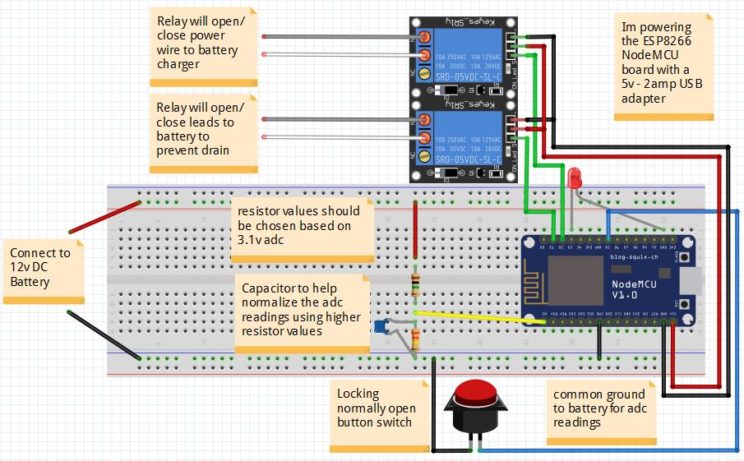 Relay will open/
close power
wire to battery
charger
Im powering
the ESP8266
NodeMCU
board with a
5v - 2amp USB
adapter
Keyes_SR1y
10A 250VAC 10A 125VAC
10A 30VDC 10A 28VDC
SRD-05VDC-SL-C
Relay will open/
close leads to
battery to
prevent drain
Keyes_SR1y
10A 250VAC 10A 125VAC
10A 30VDC 10A 28VDC
SRD-05VDC-SL-C
resistor values should
be chosen based on
3.1v adc
Connect to
12v DC
Battery
blog-squix-ch
NodeMCU
V1.0
Capacitor to help
normalize the adc
readings using higher
resistor values
Locking
normally open
button switch
common ground
to battery for adc
readings